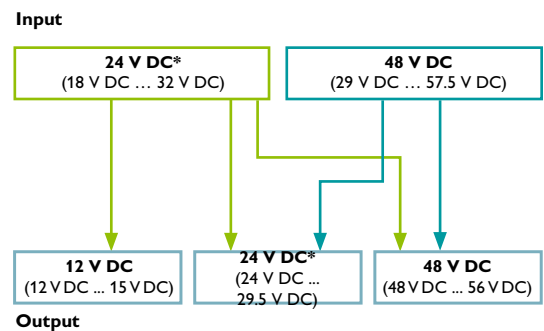 Input
24 V DC*
(18 V DC … 32 V DC)
48 V DC
(29 V DC … 57.5 V DC)
12 V DC
(12 V DC ... 15 V DC)
24 V DC*
(24 V DC ...
29.5 V DC)
48 V DC
(48 V DC ... 56 V DC)
Output